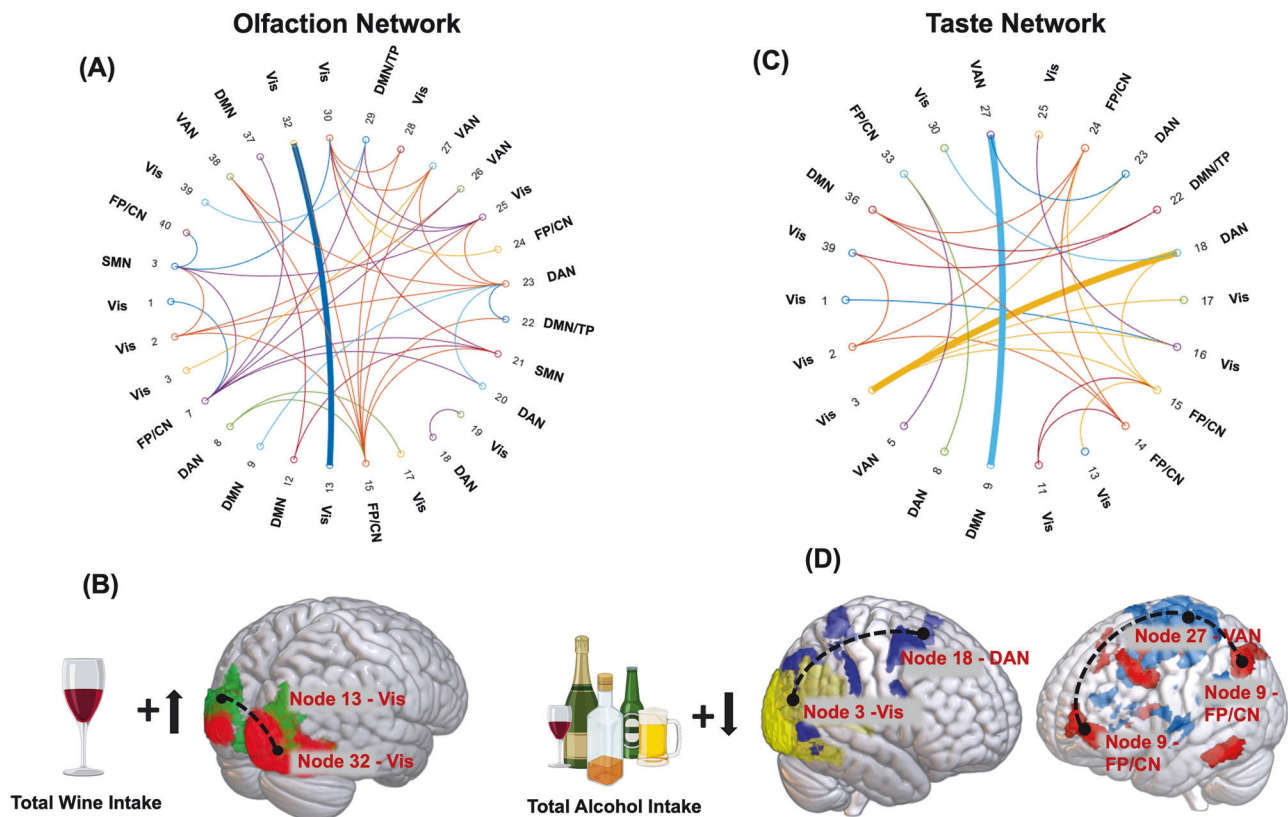 Olfaction Network
Taste Network
(A)
Vis
32
Vis
30
DMN/TP
29
Vis
28
VAN
27
VAN
26
Vis
25
FP/CN
24
DAN
23
DMN/TP
22
SMN
21
DAN
20
Vis
19
DAN
18
Vis
17
FP/CN
15
Vis
13
DMN
12
DMN
9
DAN
8
FP/CN
7
Vis
3
Vis
2
Vis
1
SMN
3
FP/CN
40
Vis
39
VAN
38
DMN
37
(C)
VAN
27
Vis
25
FP/CN
24
DAN
23
DMN/TP
22
DAN
18
Vis
17
Vis
16
FP/CN
15
FP/CN
14
Vis
13
Vis
11
DMN
9
DAN
8
VAN
5
Vis
3
Vis
2
Vis
1
Vis
39
DMN
36
FP/CN
33
Vis
30
(B)
+
Node 13 - Vis
Node 32 - Vis
Total Wine Intake
+
Total Alcohol Intake
(D)
Node 18 - DAN
Node 3 -Vis
Node 27 - VAN
Node 9 -
FP/CN
Node 9 -
FP/CN